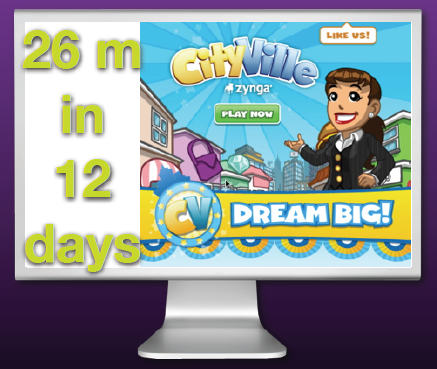 26 m
in
12
days
LIKE US!
CityVille
zynga
PLAY NOW
CV
DREAM BIG!